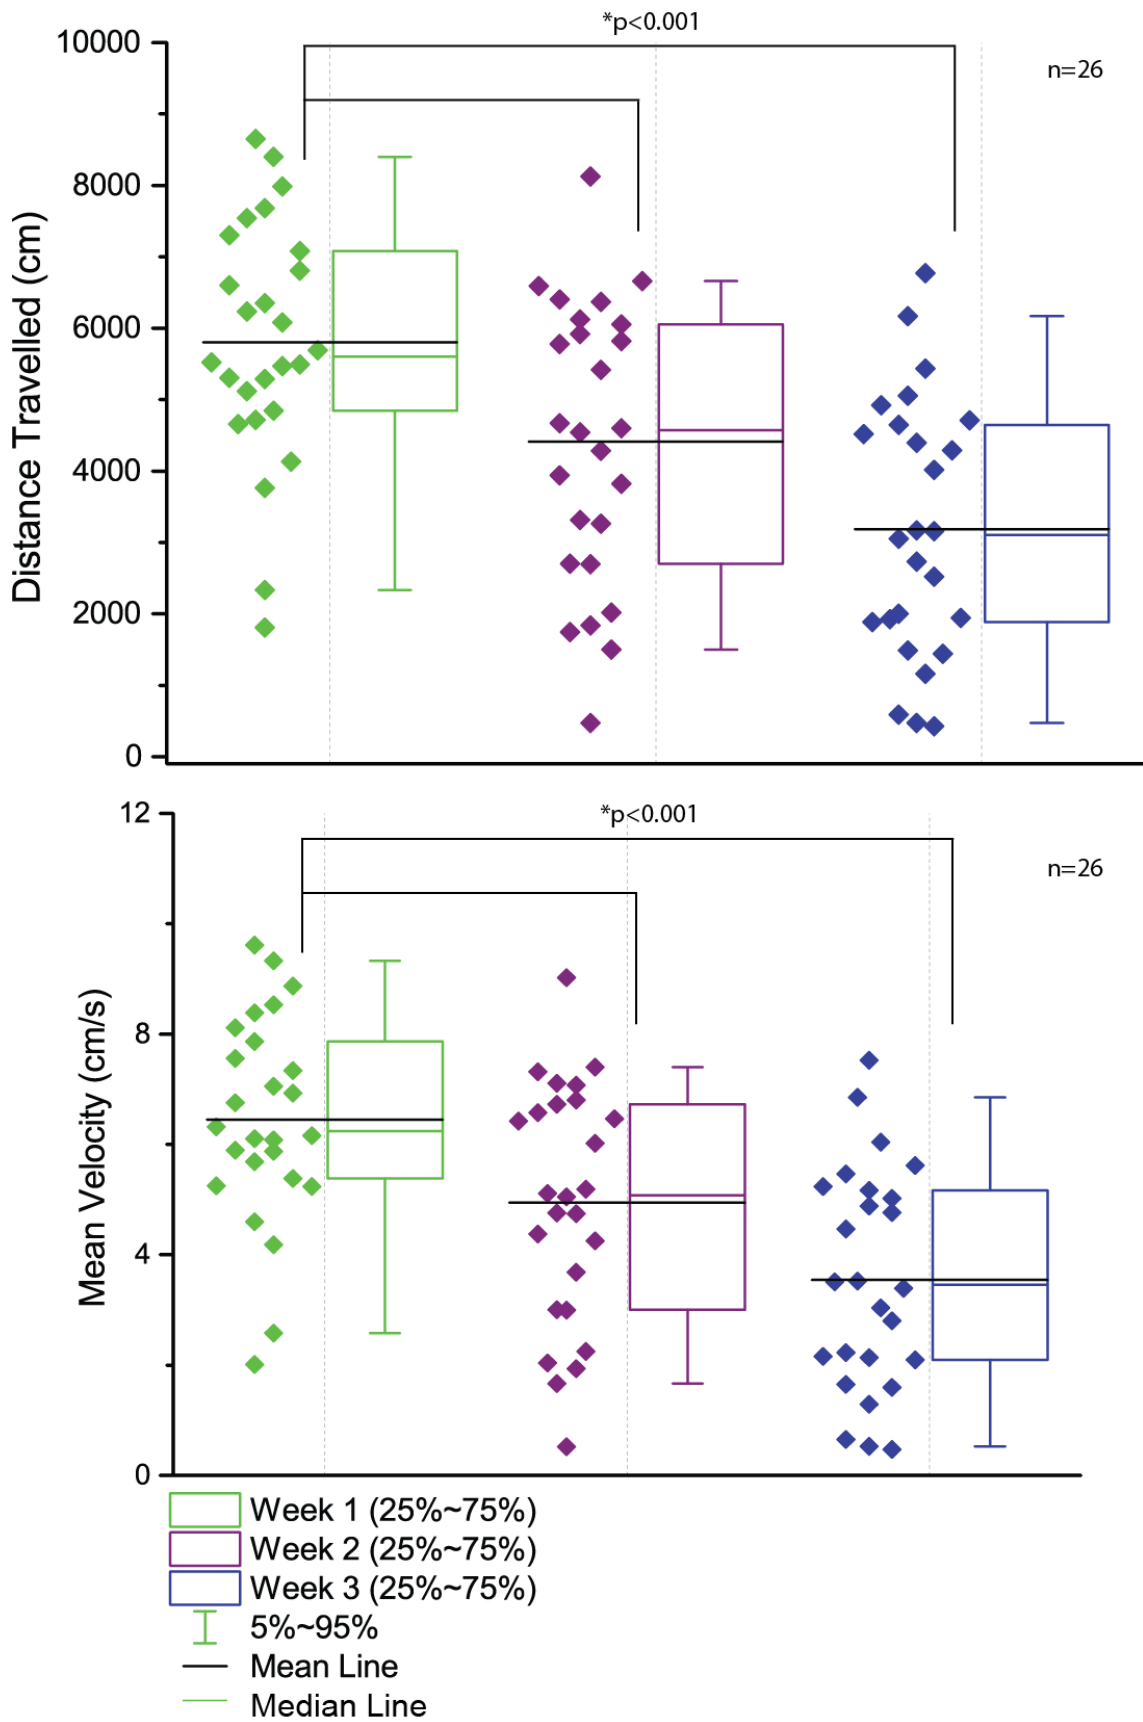 *p<0.001
n=26
10000
8000
6000
4000
2000
0
Distance Travelled (cm)
*p<0.001
n=26
12
8
4
0
Mean Velocity (cm/s)
Week 1 (25%~75%)
Week 2 (25%~75%)
Week 3 (25%~75%)
5%~95%
Mean Line
Median Line